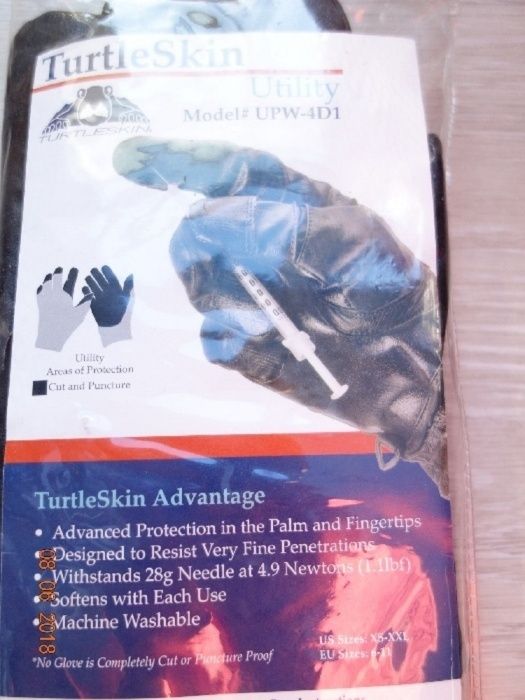 TurtleSkin
Utility
Model# UPW-4D1
TURTLESKIN
Utility
Areas of Protection
Cut and Puncture
TurtleSkin Advantage
• Advanced Protection in the Palm and Fingertips
• Designed to Resist Very Fine Penetrations
• Withstands 28g Needle at 4.9 Newtons (1.1lbf)
• Softens with Each Use
• Machine Washable
08 06 2018
US Sizes: XS-XXL
EU Sizes: 6-11
*No Glove is Completely Cut or Puncture Proof